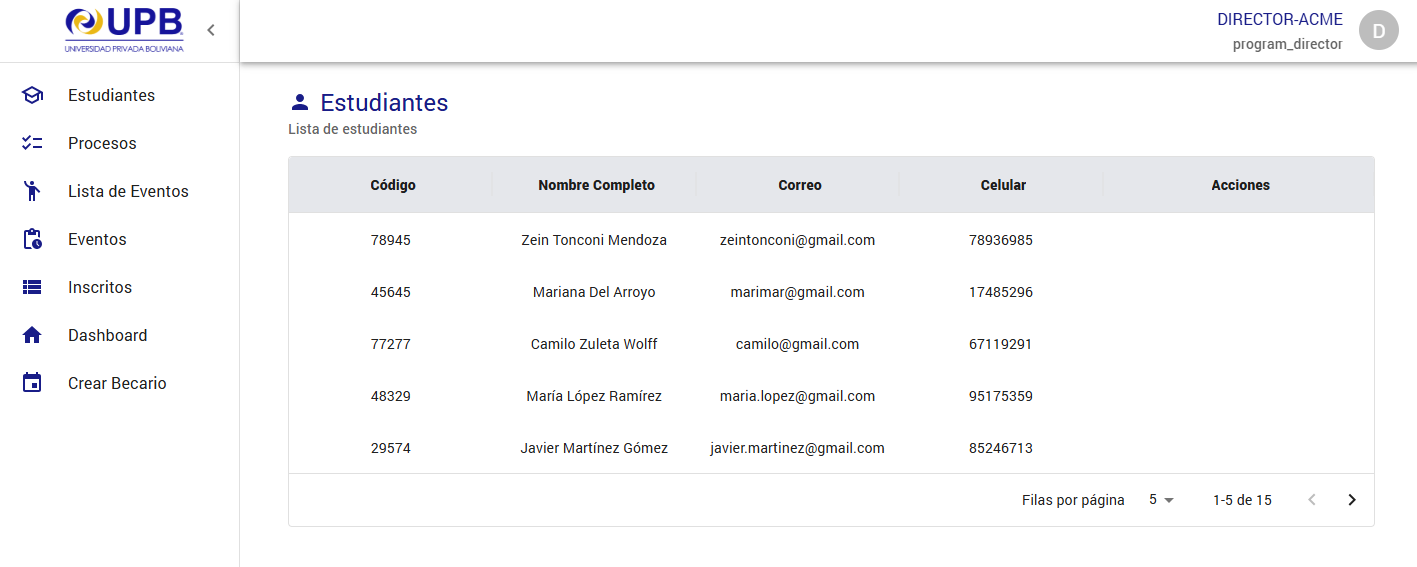 UPB
UNIVERSIDAD PRIVADA BOLIVIANA
DIRECTOR-ACME
program_director
D
Estudiantes
Procesos
Lista de Eventos
Eventos
Inscritos
Dashboard
Crear Becario
Estudiantes
Lista de estudiantes
Código Nombre Completo Correo Celular Acciones
78945 Zein Tonconi Mendoza zeintonconi@gmail.com 78936985
45645 Mariana Del Arroyo marimar@gmail.com 17485296
77277 Camilo Zuleta Wolff camilo@gmail.com 67119291
48329 María López Ramírez maria.lopez@gmail.com 95175359
29574 Javier Martínez Gómez javier.martinez@gmail.com 85246713
Filas por página 5 1-5 de 15